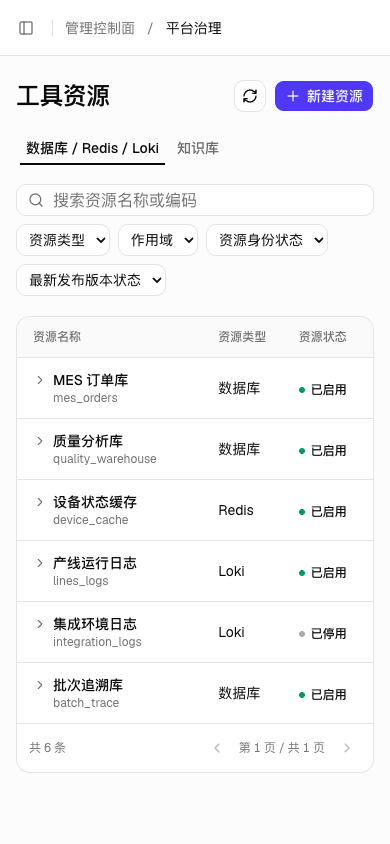 管理控制面 / 平台治理
工具资源
新建资源
数据库 / Redis / Loki 知识库
搜索资源名称或编码
资源类型 作用域 资源身份状态
最新发布版本状态
资源名称 资源类型 资源状态
MES 订单库 数据库 已启用
mes_orders
质量分析库 数据库 已启用
quality_warehouse
设备状态缓存 Redis 已启用
device_cache
产线运行日志 Loki 已启用
lines_logs
集成环境日志 Loki 已停用
integration_logs
批次追溯库 数据库 已启用
batch_trace
共 6 条 第 1 页 / 共 1 页